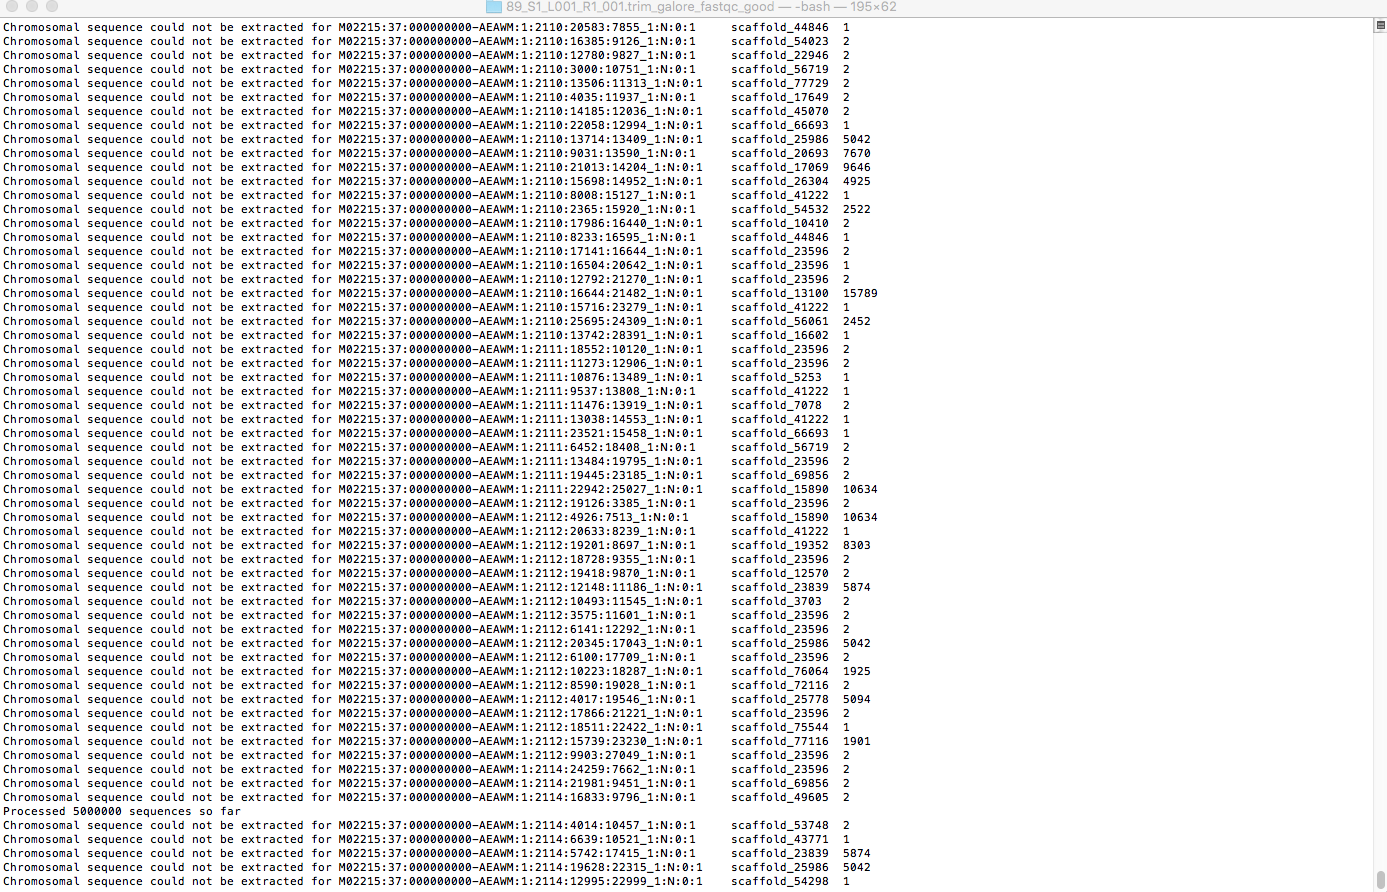 89_S1_L001_R1_001.trim_galore_fastqc_good — -bash — 195×62
Chromosomal sequence could not be extracted for M02215:37:000000000-AEAWM:1:2110:20583:7855_1:N:0:1 scaffold_44846 1
Chromosomal sequence could not be extracted for M02215:37:000000000-AEAWM:1:2110:16385:9126_1:N:0:1 scaffold_54023 2
Chromosomal sequence could not be extracted for M02215:37:000000000-AEAWM:1:2110:12780:9827_1:N:0:1 scaffold_22946 2
Chromosomal sequence could not be extracted for M02215:37:000000000-AEAWM:1:2110:3000:10751_1:N:0:1 scaffold_56719 2
Chromosomal sequence could not be extracted for M02215:37:000000000-AEAWM:1:2110:13506:11313_1:N:0:1 scaffold_77729 2
Chromosomal sequence could not be extracted for M02215:37:000000000-AEAWM:1:2110:4035:11937_1:N:0:1 scaffold_17649 2
Chromosomal sequence could not be extracted for M02215:37:000000000-AEAWM:1:2110:14185:12036_1:N:0:1 scaffold_45070 2
Chromosomal sequence could not be extracted for M02215:37:000000000-AEAWM:1:2110:22058:12994_1:N:0:1 scaffold_66693 1
Chromosomal sequence could not be extracted for M02215:37:000000000-AEAWM:1:2110:13714:13409_1:N:0:1 scaffold_25986 5042
Chromosomal sequence could not be extracted for M02215:37:000000000-AEAWM:1:2110:9031:13590_1:N:0:1 scaffold_20693 7670
Chromosomal sequence could not be extracted for M02215:37:000000000-AEAWM:1:2110:21013:14204_1:N:0:1 scaffold_17069 9646
Chromosomal sequence could not be extracted for M02215:37:000000000-AEAWM:1:2110:15698:14952_1:N:0:1 scaffold_26304 4925
Chromosomal sequence could not be extracted for M02215:37:000000000-AEAWM:1:2110:8008:15127_1:N:0:1 scaffold_41222 1
Chromosomal sequence could not be extracted for M02215:37:000000000-AEAWM:1:2110:2365:15920_1:N:0:1 scaffold_54532 2522
Chromosomal sequence could not be extracted for M02215:37:000000000-AEAWM:1:2110:17986:16440_1:N:0:1 scaffold_10410 2
Chromosomal sequence could not be extracted for M02215:37:000000000-AEAWM:1:2110:8233:16595_1:N:0:1 scaffold_44846 1
Chromosomal sequence could not be extracted for M02215:37:000000000-AEAWM:1:2110:17141:16644_1:N:0:1 scaffold_23596 2
Chromosomal sequence could not be extracted for M02215:37:000000000-AEAWM:1:2110:16504:20642_1:N:0:1 scaffold_23596 1
Chromosomal sequence could not be extracted for M02215:37:000000000-AEAWM:1:2110:12792:21270_1:N:0:1 scaffold_23596 2
Chromosomal sequence could not be extracted for M02215:37:000000000-AEAWM:1:2110:16644:21482_1:N:0:1 scaffold_13100 15789
Chromosomal sequence could not be extracted for M02215:37:000000000-AEAWM:1:2110:15716:23279_1:N:0:1 scaffold_41222 1
Chromosomal sequence could not be extracted for M02215:37:000000000-AEAWM:1:2110:25695:24309_1:N:0:1 scaffold_56061 2452
Chromosomal sequence could not be extracted for M02215:37:000000000-AEAWM:1:2110:13742:28391_1:N:0:1 scaffold_16602 1
Chromosomal sequence could not be extracted for M02215:37:000000000-AEAWM:1:2111:18552:10120_1:N:0:1 scaffold_23596 2
Chromosomal sequence could not be extracted for M02215:37:000000000-AEAWM:1:2111:11273:12906_1:N:0:1 scaffold_23596 2
Chromosomal sequence could not be extracted for M02215:37:000000000-AEAWM:1:2111:10876:13489_1:N:0:1 scaffold_5253 1
Chromosomal sequence could not be extracted for M02215:37:000000000-AEAWM:1:2111:9537:13808_1:N:0:1 scaffold_41222 1
Chromosomal sequence could not be extracted for M02215:37:000000000-AEAWM:1:2111:11476:13919_1:N:0:1 scaffold_7078 2
Chromosomal sequence could not be extracted for M02215:37:000000000-AEAWM:1:2111:13038:14553_1:N:0:1 scaffold_41222 1
Chromosomal sequence could not be extracted for M02215:37:000000000-AEAWM:1:2111:23521:15458_1:N:0:1 scaffold_66693 1
Chromosomal sequence could not be extracted for M02215:37:000000000-AEAWM:1:2111:6452:18408_1:N:0:1 scaffold_56719 2
Chromosomal sequence could not be extracted for M02215:37:000000000-AEAWM:1:2111:13484:19795_1:N:0:1 scaffold_23596 2
Chromosomal sequence could not be extracted for M02215:37:000000000-AEAWM:1:2111:19445:23185_1:N:0:1 scaffold_69856 2
Chromosomal sequence could not be extracted for M02215:37:000000000-AEAWM:1:2111:22942:25027_1:N:0:1 scaffold_15890 10634
Chromosomal sequence could not be extracted for M02215:37:000000000-AEAWM:1:2112:19126:3385_1:N:0:1 scaffold_23596 2
Chromosomal sequence could not be extracted for M02215:37:000000000-AEAWM:1:2112:4926:7513_1:N:0:1 scaffold_15890 10634
Chromosomal sequence could not be extracted for M02215:37:000000000-AEAWM:1:2112:20633:8239_1:N:0:1 scaffold_41222 1
Chromosomal sequence could not be extracted for M02215:37:000000000-AEAWM:1:2112:19201:8697_1:N:0:1 scaffold_19352 8303
Chromosomal sequence could not be extracted for M02215:37:000000000-AEAWM:1:2112:18728:9355_1:N:0:1 scaffold_23596 2
Chromosomal sequence could not be extracted for M02215:37:000000000-AEAWM:1:2112:19418:9870_1:N:0:1 scaffold_12570 2
Chromosomal sequence could not be extracted for M02215:37:000000000-AEAWM:1:2112:12148:11186_1:N:0:1 scaffold_23839 5874
Chromosomal sequence could not be extracted for M02215:37:000000000-AEAWM:1:2112:10493:11545_1:N:0:1 scaffold_3703 2
Chromosomal sequence could not be extracted for M02215:37:000000000-AEAWM:1:2112:3575:11601_1:N:0:1 scaffold_23596 2
Chromosomal sequence could not be extracted for M02215:37:000000000-AEAWM:1:2112:6141:12292_1:N:0:1 scaffold_23596 2
Chromosomal sequence could not be extracted for M02215:37:000000000-AEAWM:1:2112:20345:17043_1:N:0:1 scaffold_25986 5042
Chromosomal sequence could not be extracted for M02215:37:000000000-AEAWM:1:2112:6100:17709_1:N:0:1 scaffold_23596 2
Chromosomal sequence could not be extracted for M02215:37:000000000-AEAWM:1:2112:10223:18287_1:N:0:1 scaffold_76064 1925
Chromosomal sequence could not be extracted for M02215:37:000000000-AEAWM:1:2112:8590:19028_1:N:0:1 scaffold_72116 2
Chromosomal sequence could not be extracted for M02215:37:000000000-AEAWM:1:2112:4017:19546_1:N:0:1 scaffold_25778 5094
Chromosomal sequence could not be extracted for M02215:37:000000000-AEAWM:1:2112:17866:21221_1:N:0:1 scaffold_23596 2
Chromosomal sequence could not be extracted for M02215:37:000000000-AEAWM:1:2112:18511:22422_1:N:0:1 scaffold_75544 1
Chromosomal sequence could not be extracted for M02215:37:000000000-AEAWM:1:2112:15739:23230_1:N:0:1 scaffold_77116 1901
Chromosomal sequence could not be extracted for M02215:37:000000000-AEAWM:1:2112:9903:27049_1:N:0:1 scaffold_23596 2
Chromosomal sequence could not be extracted for M02215:37:000000000-AEAWM:1:2114:24259:7662_1:N:0:1 scaffold_23596 2
Chromosomal sequence could not be extracted for M02215:37:000000000-AEAWM:1:2114:21981:9451_1:N:0:1 scaffold_69856 2
Chromosomal sequence could not be extracted for M02215:37:000000000-AEAWM:1:2114:16833:9796_1:N:0:1 scaffold_49605 2
Processed 5000000 sequences so far
Chromosomal sequence could not be extracted for M02215:37:000000000-AEAWM:1:2114:4014:10457_1:N:0:1 scaffold_53748 2
Chromosomal sequence could not be extracted for M02215:37:000000000-AEAWM:1:2114:6639:10521_1:N:0:1 scaffold_43771 1
Chromosomal sequence could not be extracted for M02215:37:000000000-AEAWM:1:2114:5742:17415_1:N:0:1 scaffold_23839 5874
Chromosomal sequence could not be extracted for M02215:37:000000000-AEAWM:1:2114:19628:22315_1:N:0:1 scaffold_25986 5042
Chromosomal sequence could not be extracted for M02215:37:000000000-AEAWM:1:2114:12995:22999_1:N:0:1 scaffold_54298 1